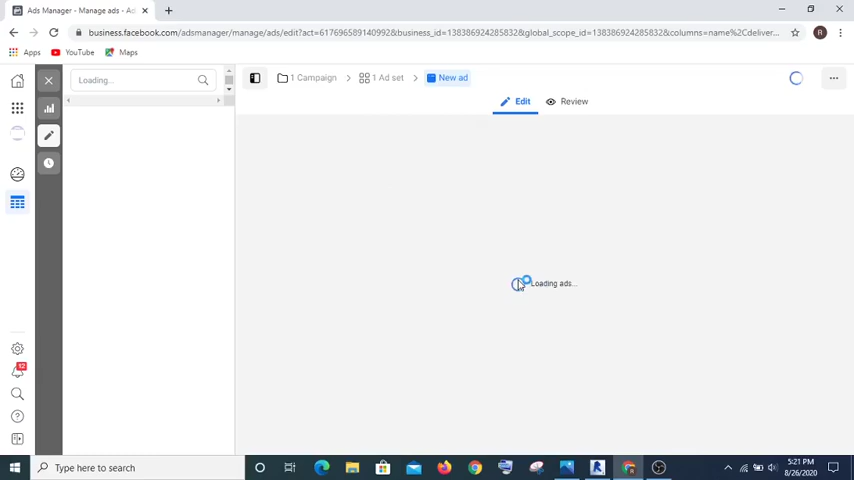 Ads Manager - Manage ads - Ad
business.facebook.com/adsmanager/manage/ads/edit?act=617696589140992&business_id=138386924285832&global_scope_id=138386924285832&columns=name%2Cdeliver...
R
Apps
YouTube
Maps
Loading...
1 Campaign
1 Ad set
New ad
Edit
Review
Loading ads...
12
Type here to search
5:21 PM
8/26/2020